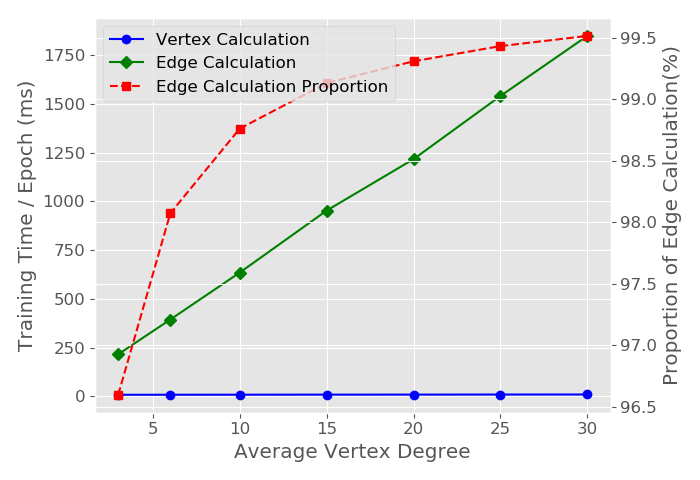 Vertex Calculation
Edge Calculation
Edge Calculation Proportion
Training Time / Epoch (ms)
1750
1500
1250
1000
750
500
250
0
99.5
99.0
98.5
98.0
97.5
97.0
96.5
Proportion of Edge Calculation(%)
5 10 15 20 25 30
Average Vertex Degree